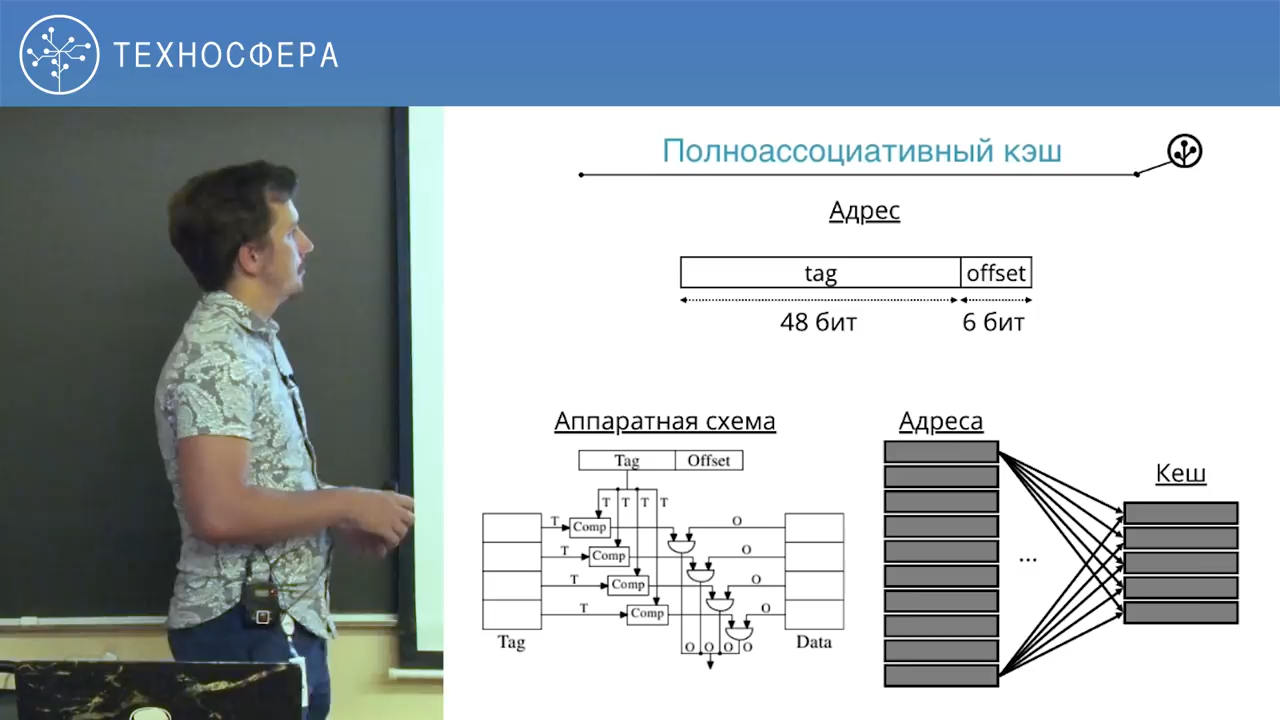 ТЕХНОСФЕРА
Полноассоциативный кэш
Адрес
tag offset
48 бит 6 бит
Аппаратная схема
Tag Offset
T T T T
T Comp O
T Comp O
T Comp O
T Comp O
O O O O
Tag Data
Адреса
...
Кеш